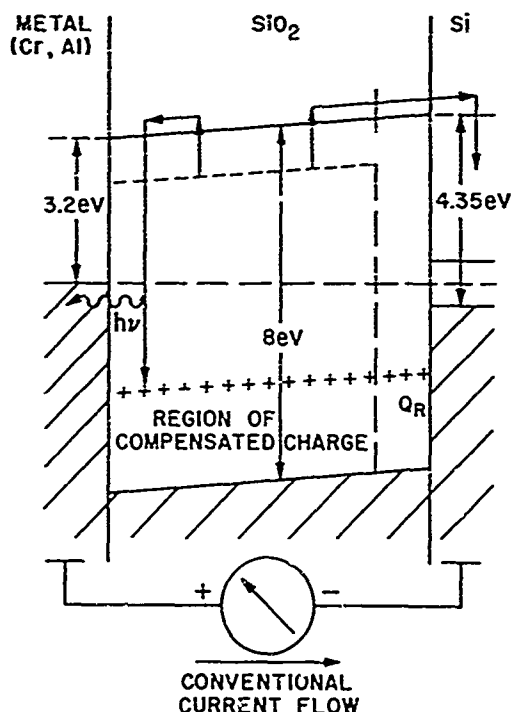 METAL
(Cr, Al)
SiO2
Si
3.2eV
4.35eV
hν
8eV
+ + + + + - + + + + + + + + + + +
QR
REGION OF
COMPENSATED CHARGE
+
-
CONVENTIONAL
CURRENT FLOW